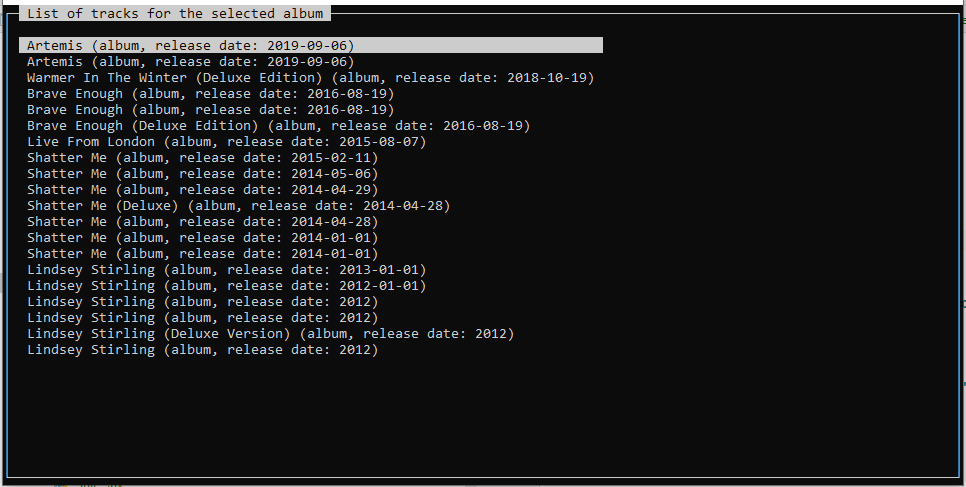 List of tracks for the selected album
Artemis (album, release date: 2019-09-06)
Artemis (album, release date: 2019-09-06)
Warmer In The Winter (Deluxe Edition) (album, release date: 2018-10-19)
Brave Enough (album, release date: 2016-08-19)
Brave Enough (album, release date: 2016-08-19)
Brave Enough (Deluxe Edition) (album, release date: 2016-08-19)
Live From London (album, release date: 2015-08-07)
Shatter Me (album, release date: 2015-02-11)
Shatter Me (album, release date: 2014-05-06)
Shatter Me (album, release date: 2014-04-29)
Shatter Me (Deluxe) (album, release date: 2014-04-28)
Shatter Me (album, release date: 2014-04-28)
Shatter Me (album, release date: 2014-01-01)
Shatter Me (album, release date: 2014-01-01)
Lindsey Stirling (album, release date: 2013-01-01)
Lindsey Stirling (album, release date: 2012-01-01)
Lindsey Stirling (album, release date: 2012)
Lindsey Stirling (album, release date: 2012)
Lindsey Stirling (Deluxe Version) (album, release date: 2012)
Lindsey Stirling (album, release date: 2012)